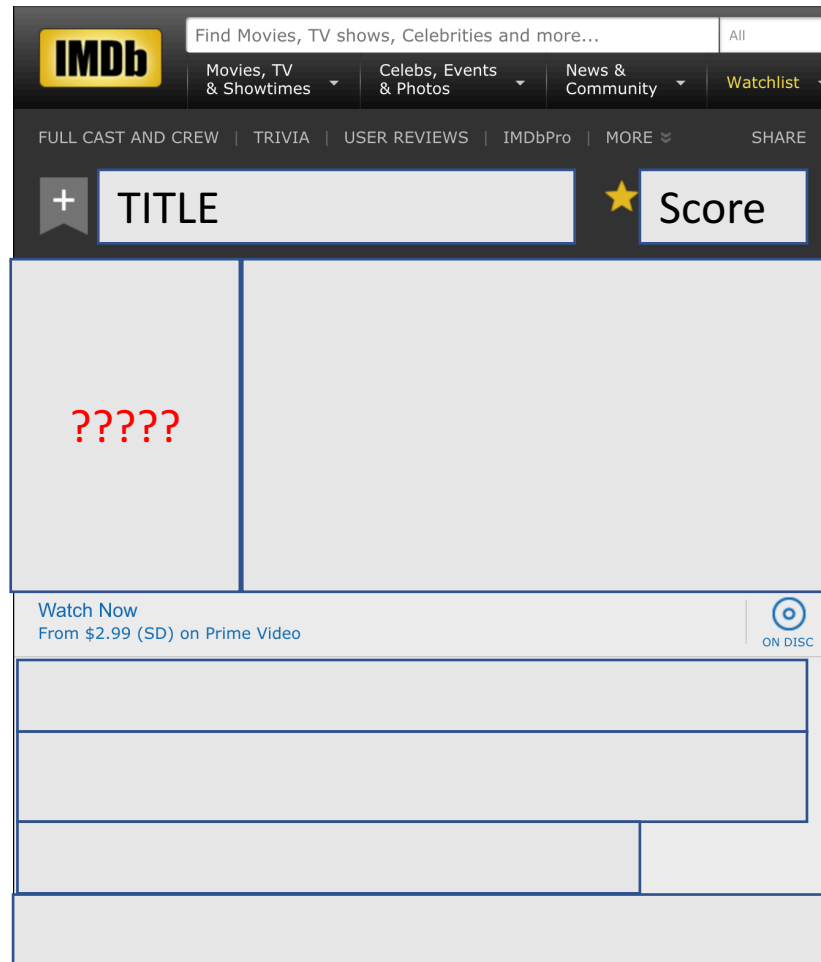 IMDb
Find Movies, TV shows, Celebrities and more...
All
Movies, TV
& Showtimes
Celebs, Events
& Photos
News &
Community
Watchlist
FULL CAST AND CREW | TRIVIA | USER REVIEWS | IMDbPro | MORE
SHARE
+
TITLE
Score
?????
Watch Now
From $2.99 (SD) on Prime Video
ON DISC